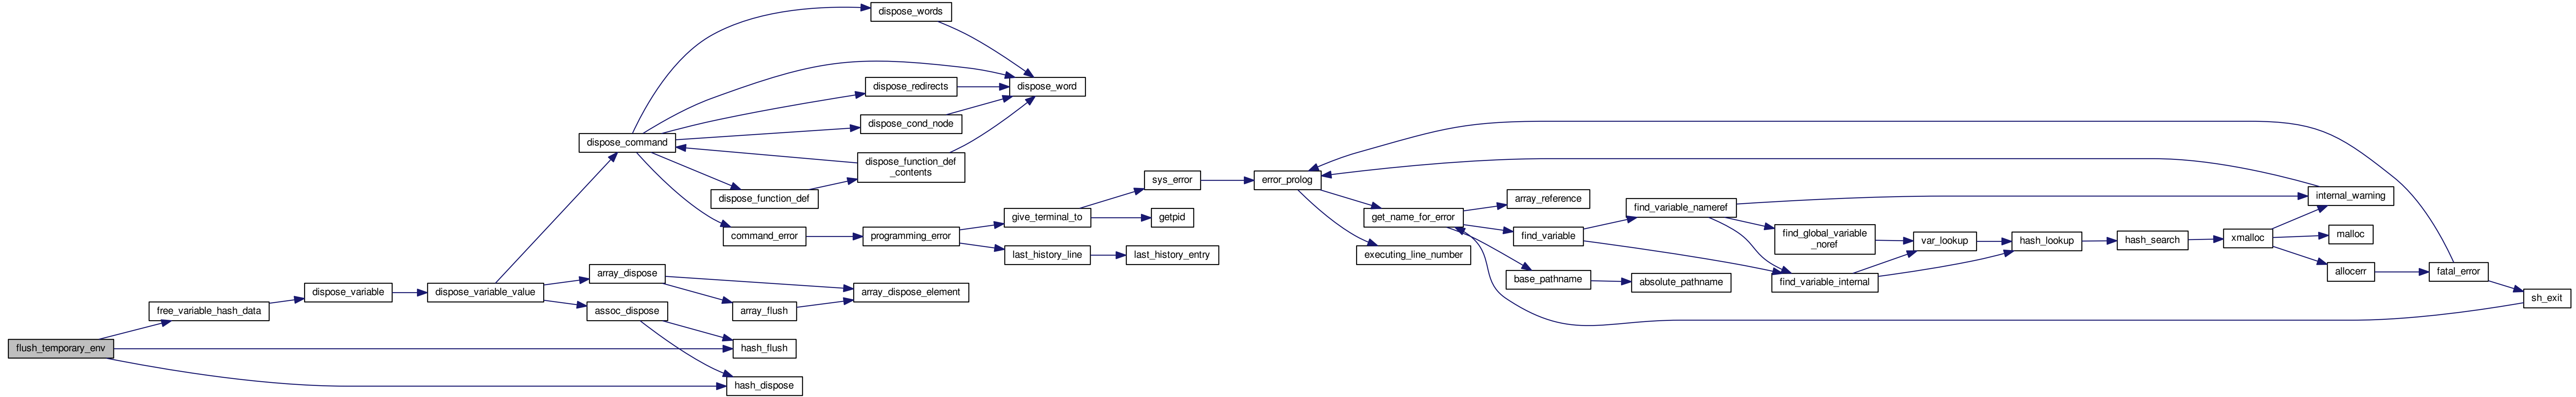 dispose_words
dispose_redirects
dispose_word
dispose_cond_node
dispose_command
dispose_function_def
_contents
dispose_function_def
command_error
programming_error
give_terminal_to
sys_error
getpid
last_history_line
last_history_entry
error_prolog
get_name_for_error
executing_line_number
array_reference
find_variable
base_pathname
absolute_pathname
find_variable_nameref
find_global_variable
_noref
find_variable_internal
var_lookup
hash_lookup
hash_search
xmalloc
internal_warning
malloc
allocerr
fatal_error
sh_exit
array_dispose
array_dispose_element
dispose_variable
dispose_variable_value
free_variable_hash_data
assoc_dispose
array_flush
flush_temporary_env
hash_flush
hash_dispose